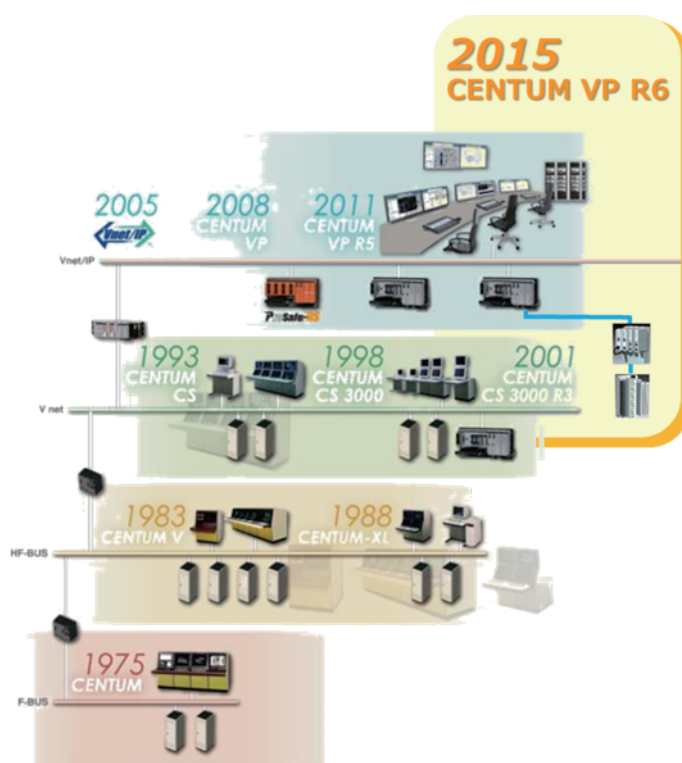 2015
CENTUM VP R6
2005
Vnet/IP
2008
CENTUM
VP
2011
CENTUM
VP R5
Vnet/IP
ProSafe-RS
1993
CENTUM
CS
1998
CENTUM
CS 3000
2001
CENTUM
CS 3000 R3
V net
1983
CENTUM V
1988
CENTUM-XL
HF-BUS
1975
CENTUM
F-BUS